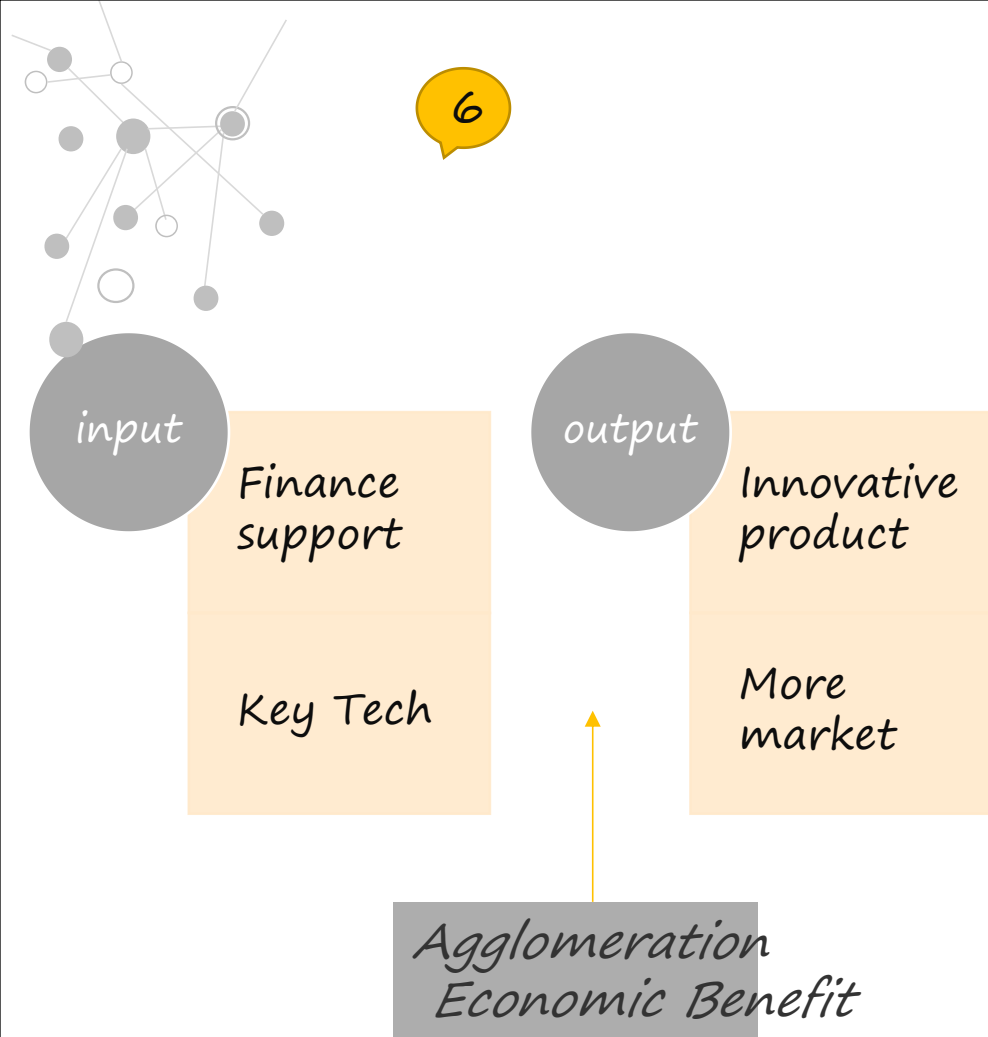 6
input
Finance
support
Key Tech
output
Innovative
product
More
market
Agglomeration
Economic Benefit